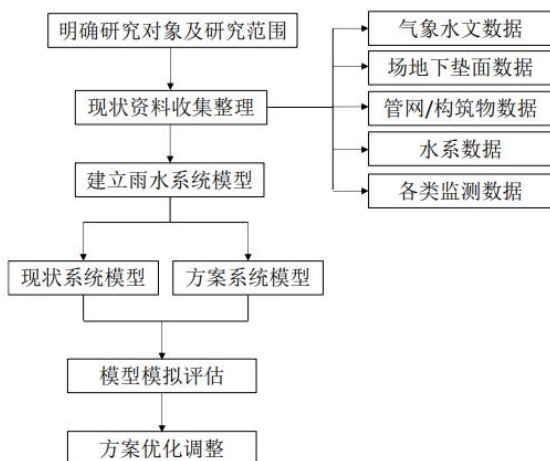 明确研究对象及研究范围
现状资料收集整理
气象水文数据
场地下垫面数据
管网/构筑物数据
水系数据
各类监测数据
建立雨水系统模型
现状系统模型
方案系统模型
模型模拟评估
方案优化调整